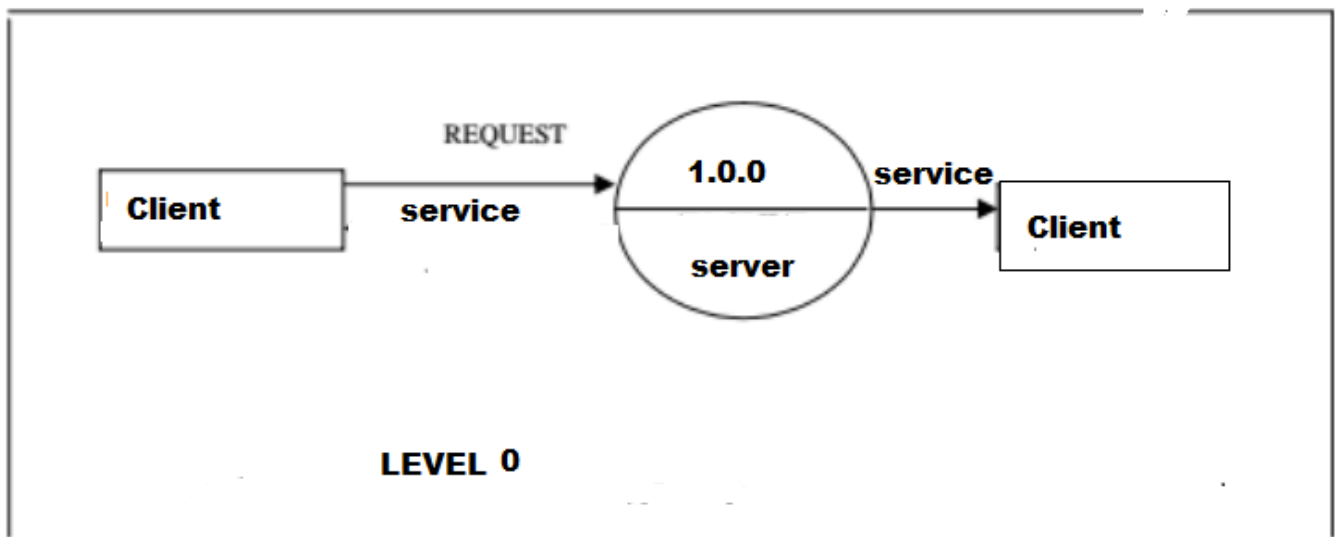 REQUEST
1.0.0
service
Client
service
Client
server
LEVEL 0